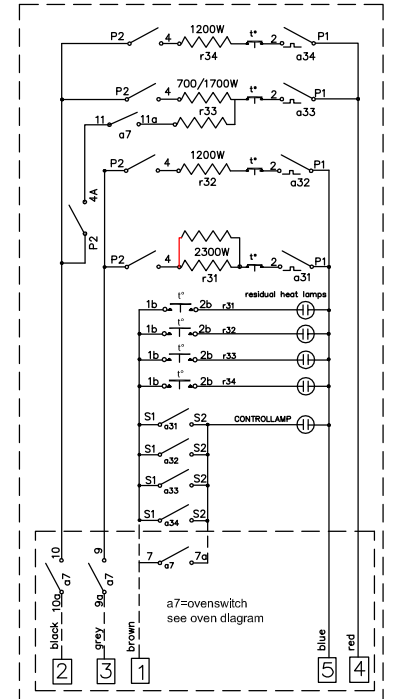 1200W
P2 4 r34 t° 2 a34 P1
700/1700W
P2 4 r33 t° 2 a33 P1
11 a7 11a
1200W
P2 4 r32 t° 2 a32 P1
4A
P2
2300W
P2 4 r31 t° 2 a31 P1
residual heat lamps
1b t° 2b r31
1b t° 2b r32
1b t° 2b r33
1b t° 2b r34
S1 a31 S2 CONTROLLAMP
S1 a32 S2
S1 a33 S2
S1 a34 S2
10 a7 10a
9 a7 9a
7 a7 7a
a7=ovenswitch
see oven diagram
black grey brown blue red
2 3 1 5 4